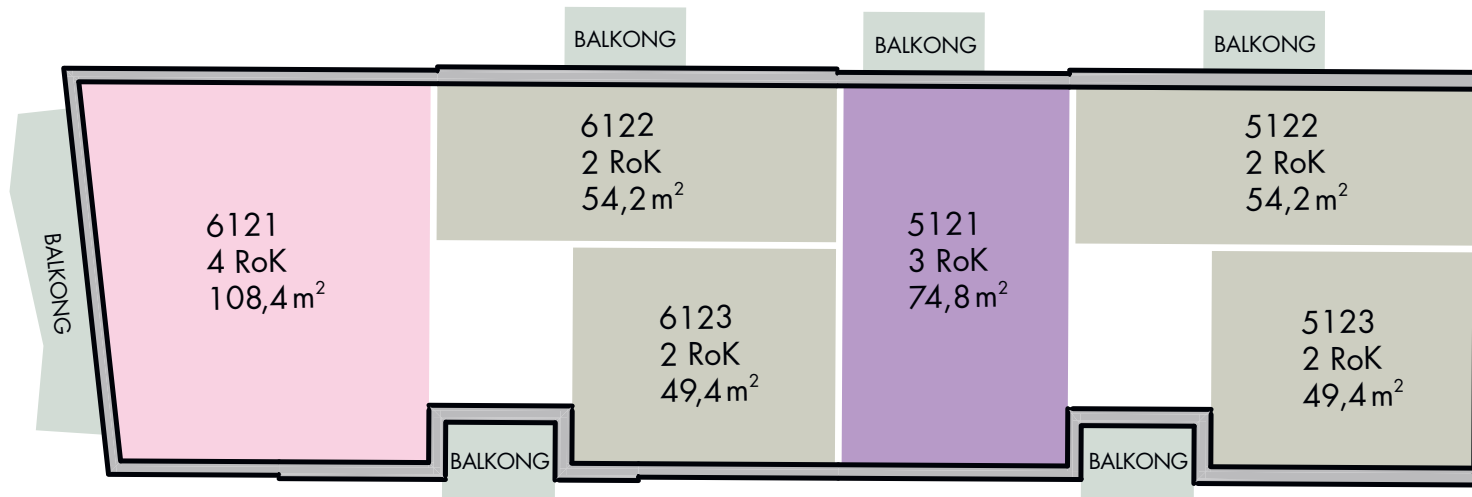 BALKONG
BALKONG
BALKONG
6122
2 RoK
54,2 m²
5122
2 RoK
54,2 m²
BALKONG
6121
4 RoK
108,4 m²
5121
3 RoK
74,8 m²
6123
2 RoK
49,4 m²
5123
2 RoK
49,4 m²
BALKONG
BALKONG